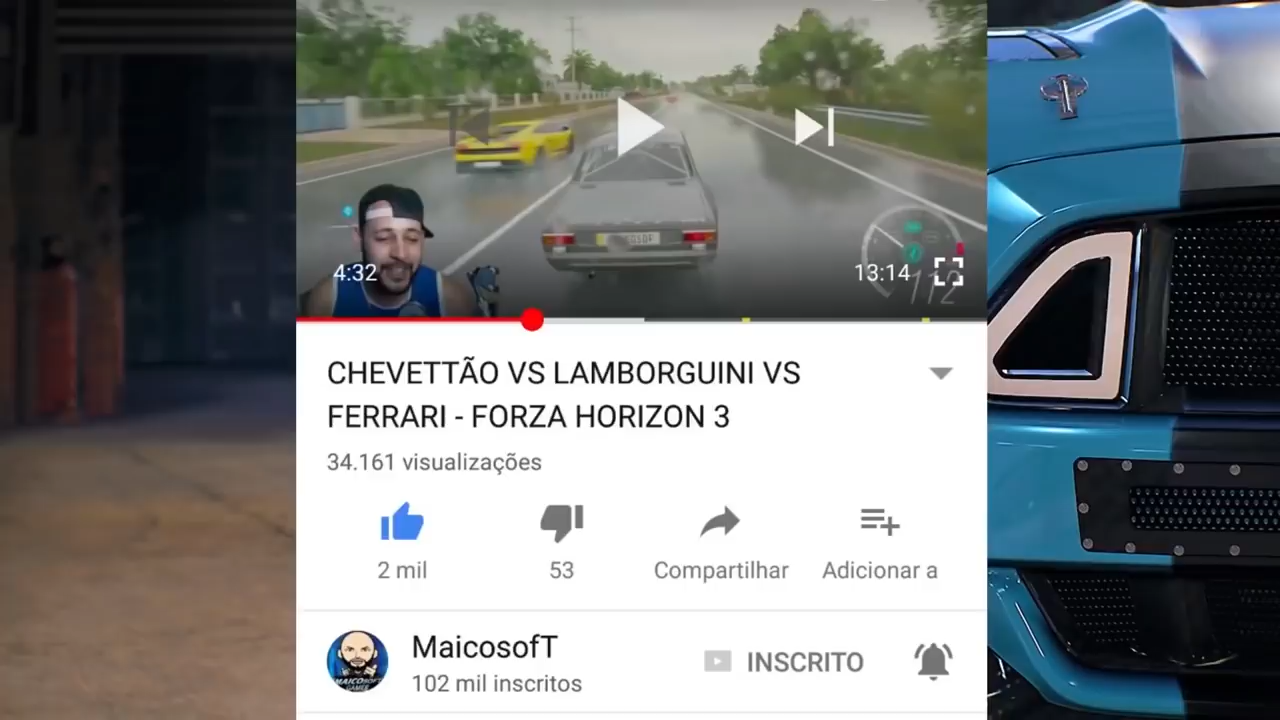 4:32
13:14
112
CHEVETTÃO VS LAMBORGUINI VS
FERRARI - FORZA HORIZON 3
34.161 visualizações
2 mil
53
Compartilhar
Adicionar a
MaicosofT
102 mil inscritos
INSCRITO